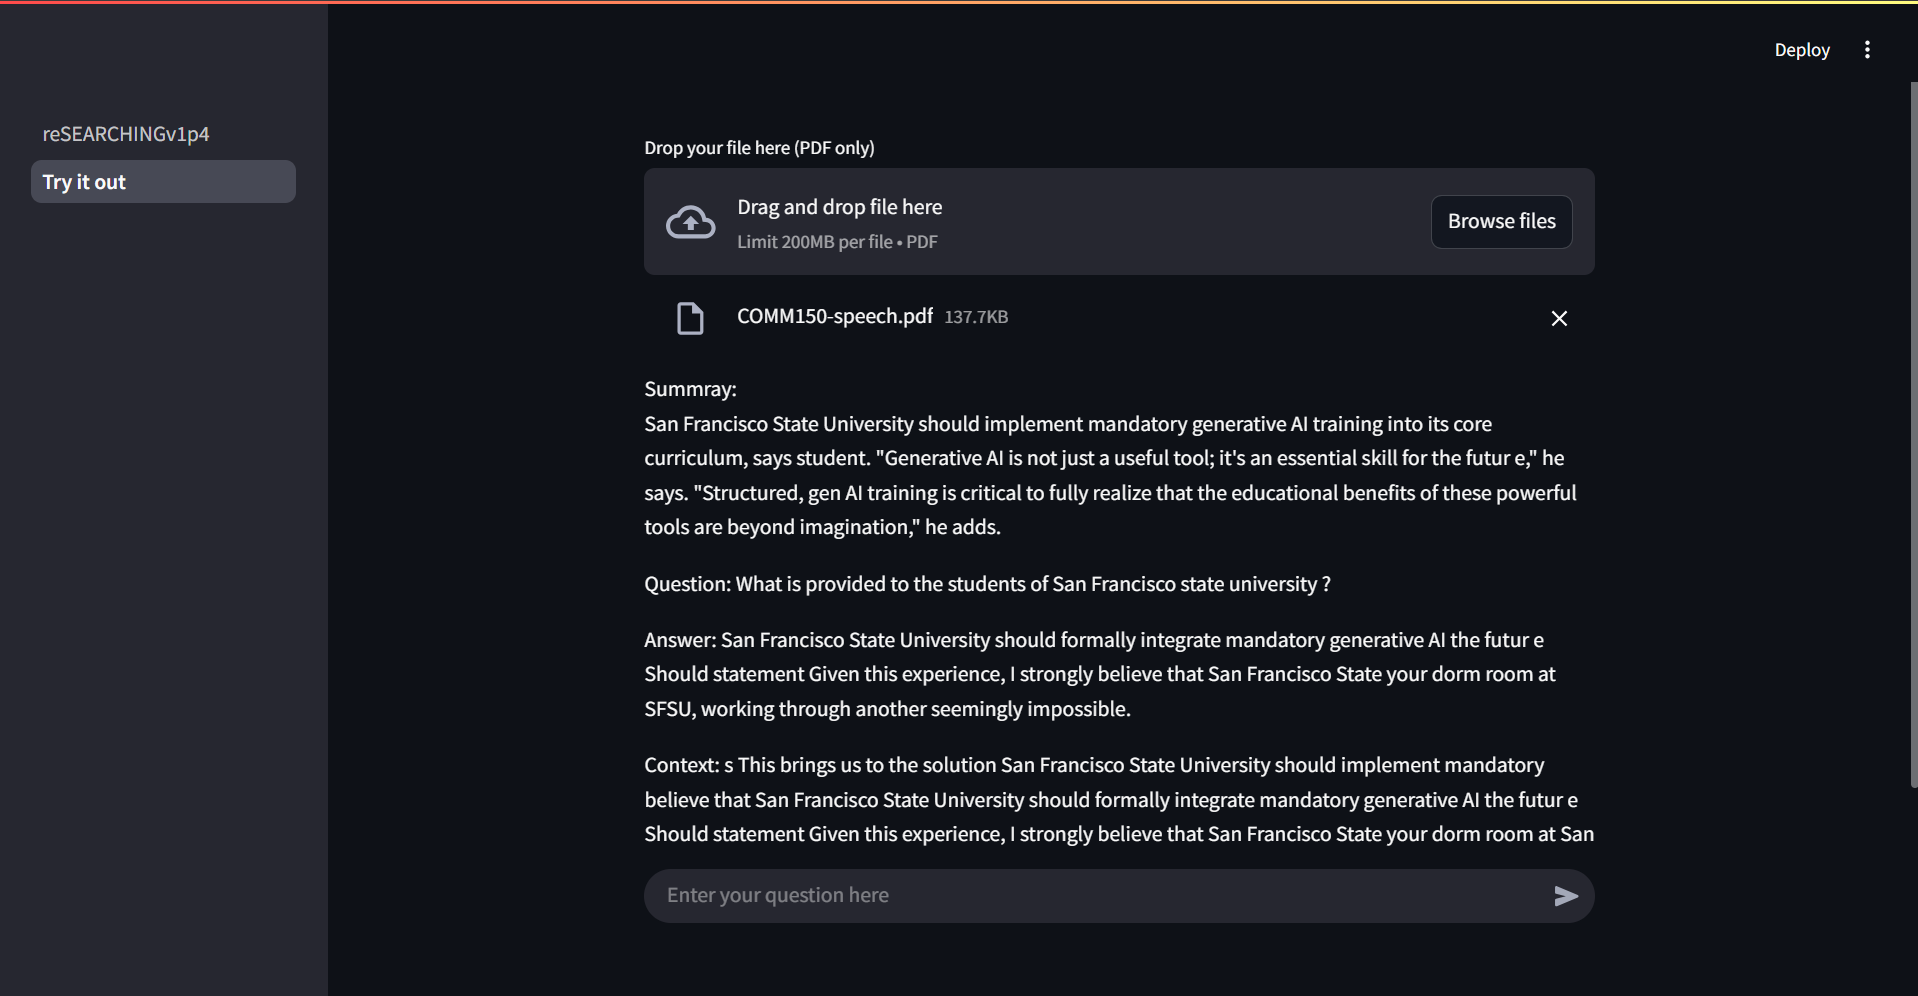 Deploy
reSEARCHINGv1p4
Try it out
Drop your file here (PDF only)
Drag and drop file here
Limit 200MB per file • PDF
Browse files
COMM150-speech.pdf 137.7KB
Summray:
San Francisco State University should implement mandatory generative AI training into its core
curriculum, says student. "Generative AI is not just a useful tool; it's an essential skill for the futur e," he
says. "Structured, gen AI training is critical to fully realize that the educational benefits of these powerful
tools are beyond imagination," he adds.
Question: What is provided to the students of San Francisco state university ?
Answer: San Francisco State University should formally integrate mandatory generative AI the futur e
Should statement Given this experience, I strongly believe that San Francisco State your dorm room at
SFSU, working through another seemingly impossible.
Context: s This brings us to the solution San Francisco State University should implement mandatory
believe that San Francisco State University should formally integrate mandatory generative AI the futur e
Should statement Given this experience, I strongly believe that San Francisco State your dorm room at San
Enter your question here